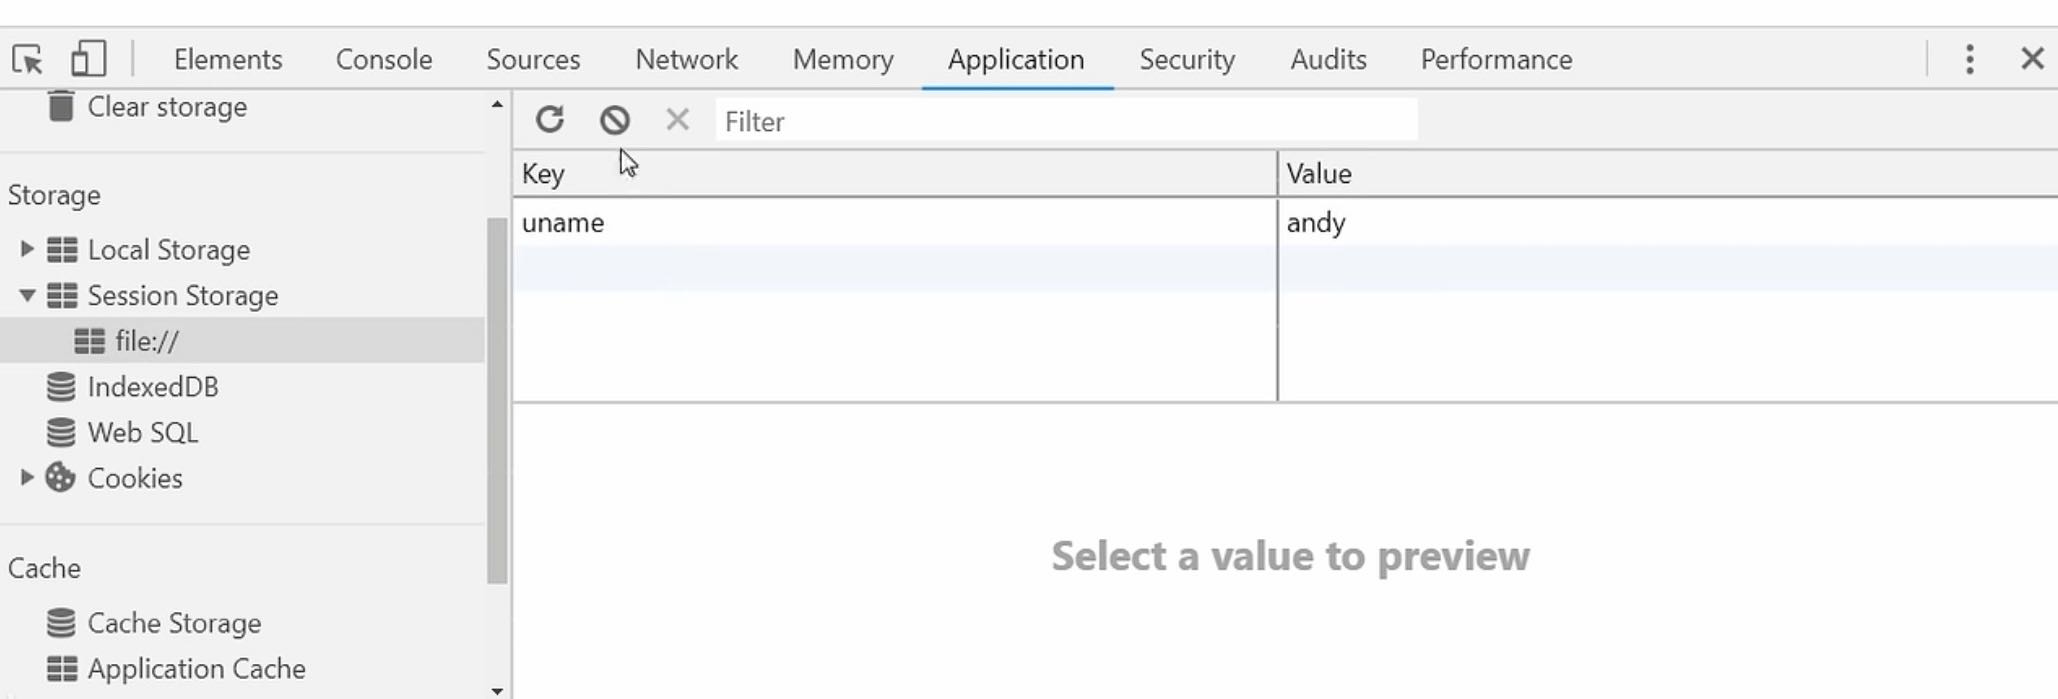 Elements Console Sources Network Memory Application Security Audits Performance
Clear storage
Storage
Local Storage
Session Storage
file://
IndexedDB
Web SQL
Cookies
Cache
Cache Storage
Application Cache
Filter
Key Value
uname andy
Select a value to preview